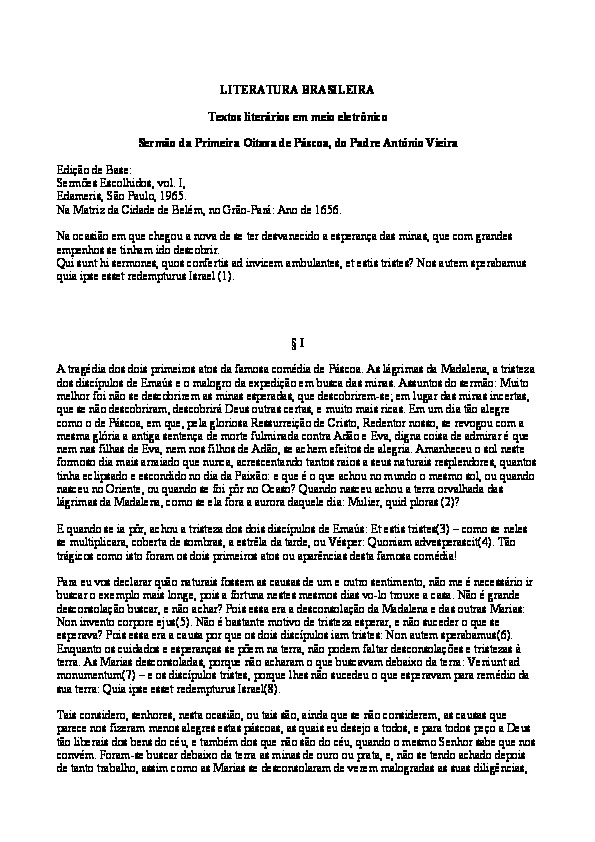 LITERATURA BRASILEIRA
Textos literários em meio eletrônico
Sermão da Primeira Oitava de Páscoa, do Padre António Vieira
Edição de Base:
Sermões Escolhidos, vol. I,
Edameris, São Paulo, 1965.
Na Matriz da Cidade de Belém, no Grão-Pará: Ano de 1656.
Na ocasião em que chegou a nova de se ter desvanecido a esperança das minas, que com grandes
empenhos se tinham ido descobrir.
Qui sunt hi sermones, quos confertis ad invicem ambulantes, et estis tristes? Nos autem sperabamus
quia ipse esset redempturus Israel (1).
§ I
A tragédia dos dois primeiros atos da famosa comédia de Páscoa. As lágrimas da Madalena, a tristeza
dos discípulos de Emaús e o malogro da expedição em busca das minas. Assuntos do sermão: Muito
melhor foi não se descobrirem as minas esperadas, que descobrirem-se; em lugar das minas incertas,
que se não descobriram, descobrirá Deus outras certas, e muito mais ricas. Em um dia tão alegre
como o de Páscoa, em que, pela gloriosa Ressurreição de Cristo, Redentor nosso, se revogou com a
mesma glória a antiga sentença de morte fulminada contra Adão e Eva, digna coisa de admirar é que
nem nas filhas de Eva, nem nos filhos de Adão, se achem efeitos de alegria. Amanheceu o sol neste
formoso dia mais arraiado que nunca, acrescentando tantos raios a seus naturais resplendores, quantos
tinha eclipsado e escondido no dia da Paixão: e que é o que achou no mundo o mesmo sol, ou quando
nasceu no Oriente, ou quando se foi pôr no Ocaso? Quando nasceu achou a terra orvalhada das
lágrimas da Madalena, como se ela fora a aurora daquele dia: Mulier, quid ploras (2)?
E quando se ia pôr, achou a tristeza dos dois discípulos de Emaús: Et estis tristes(3) – como se neles
se multiplicara, coberta de sombras, a estrêla da tarde, ou Vésper: Quoniam advesperascit(4). Tão
trágicos como isto foram os dois primeiros atos ou aparências desta famosa comédia!
Para eu vos declarar quão naturais fossem as causas de um e outro sentimento, não me é necessário ir
buscar o exemplo mais longe, pois a fortuna nestes mesmos dias vo-lo trouxe a casa. Não é grande
desconsolação buscar, e não achar? Pois essa era a desconsolação da Madalena e das outras Marias:
Non invento corpore ejus(5). Não é bastante motivo de tristeza esperar, e não suceder o que se
esperava? Pois essa era a causa por que os dois discípulos iam tristes: Non autem sperabamus(6).
Enquanto os cuidados e esperanças se põem na terra, não podem faltar desconsolações e tristezas à
terra. As Marias desconsoladas, porque não acharam o que buscavam debaixo da terra: Veniunt ad
monumentum(7) – e os discípulos tristes, porque lhes não sucedeu o que esperavam para remédio da
sua terra: Quia ipse esset redempturus Israel(8).
Tais considero, senhores, nesta ocasião, ou tais são, ainda que se não considerem, as causas que
parece nos fizeram menos alegres estas páscoas, as quais eu desejo a todos, e para todos peço a Deus
tão liberais dos bens do céu, e também dos que não são do céu, quando o mesmo Senhor sabe que nos
convém. Foram-se buscar debaixo da terra as minas de ouro ou prata, e, não se tendo achado depois
de tanto trabalho, assim como as Marias se desconsolaram de verem malogradas as suas diligências,